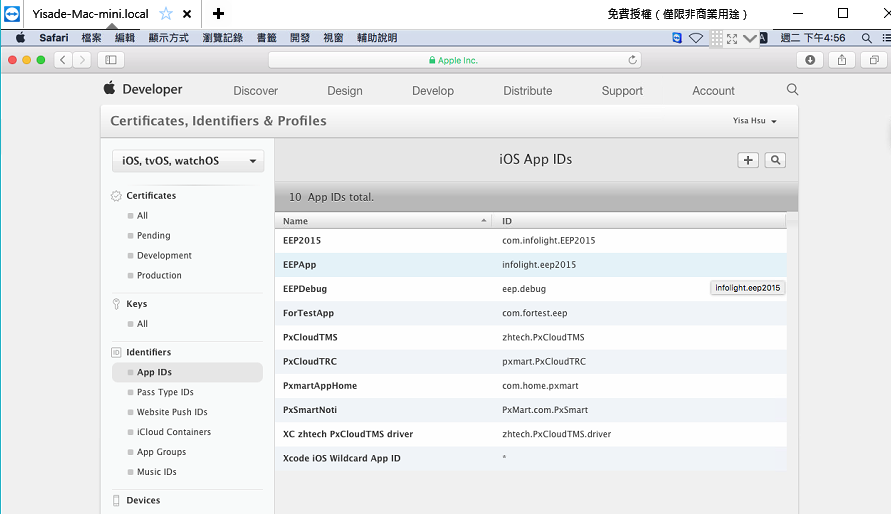 Yisade-Mac-mini.local
免費授權（僅限非商業用途）
Safari 檔案 編輯 顯示方式 瀏覽記錄 書籤 開發 視窗 輔助說明 A 週二 下午4:56
Apple Inc.
Developer Discover Design Develop Distribute Support Account
Certificates, Identifiers & Profiles Yisa Hsu
iOS, tvOS, watchOS
Certificates
All
Pending
Development
Production
Keys
All
ID Identifiers
App IDs
Pass Type IDs
Website Push IDs
iCloud Containers
App Groups
Music IDs
Devices
iOS App IDs
10 App IDs total.
Name ID
EEP2015 com.infolight.EEP2015
EEPApp infolight.eep2015
EEPDebug eep.debug
infolight.eep2015
ForTestApp com.fortest.eep
PxCloudTMS zhtech.PxCloudTMS
PxCloudTRC pxmart.PxCloudTRC
PxmartAppHome com.home.pxmart
PxSmartNoti PxMart.com.PxSmart
XC zhtech PxCloudTMS driver zhtech.PxCloudTMS.driver
Xcode iOS Wildcard App ID *